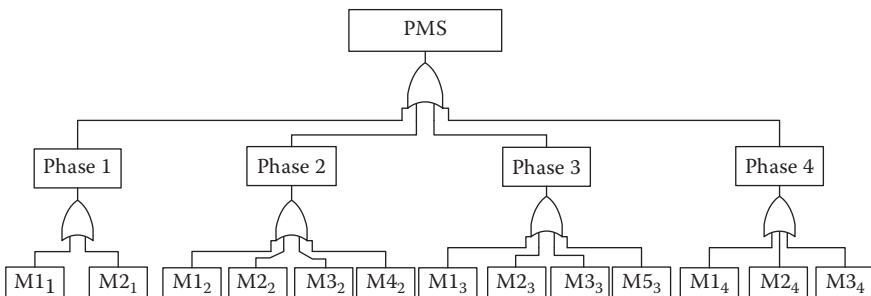 PMS
Phase 1 Phase 2 Phase 3 Phase 4
M1₁ M2₁ M1₂ M2₂ M3₂ M4₂ M1₃ M2₃ M3₃ M5₃ M1₄ M2₄ M3₄